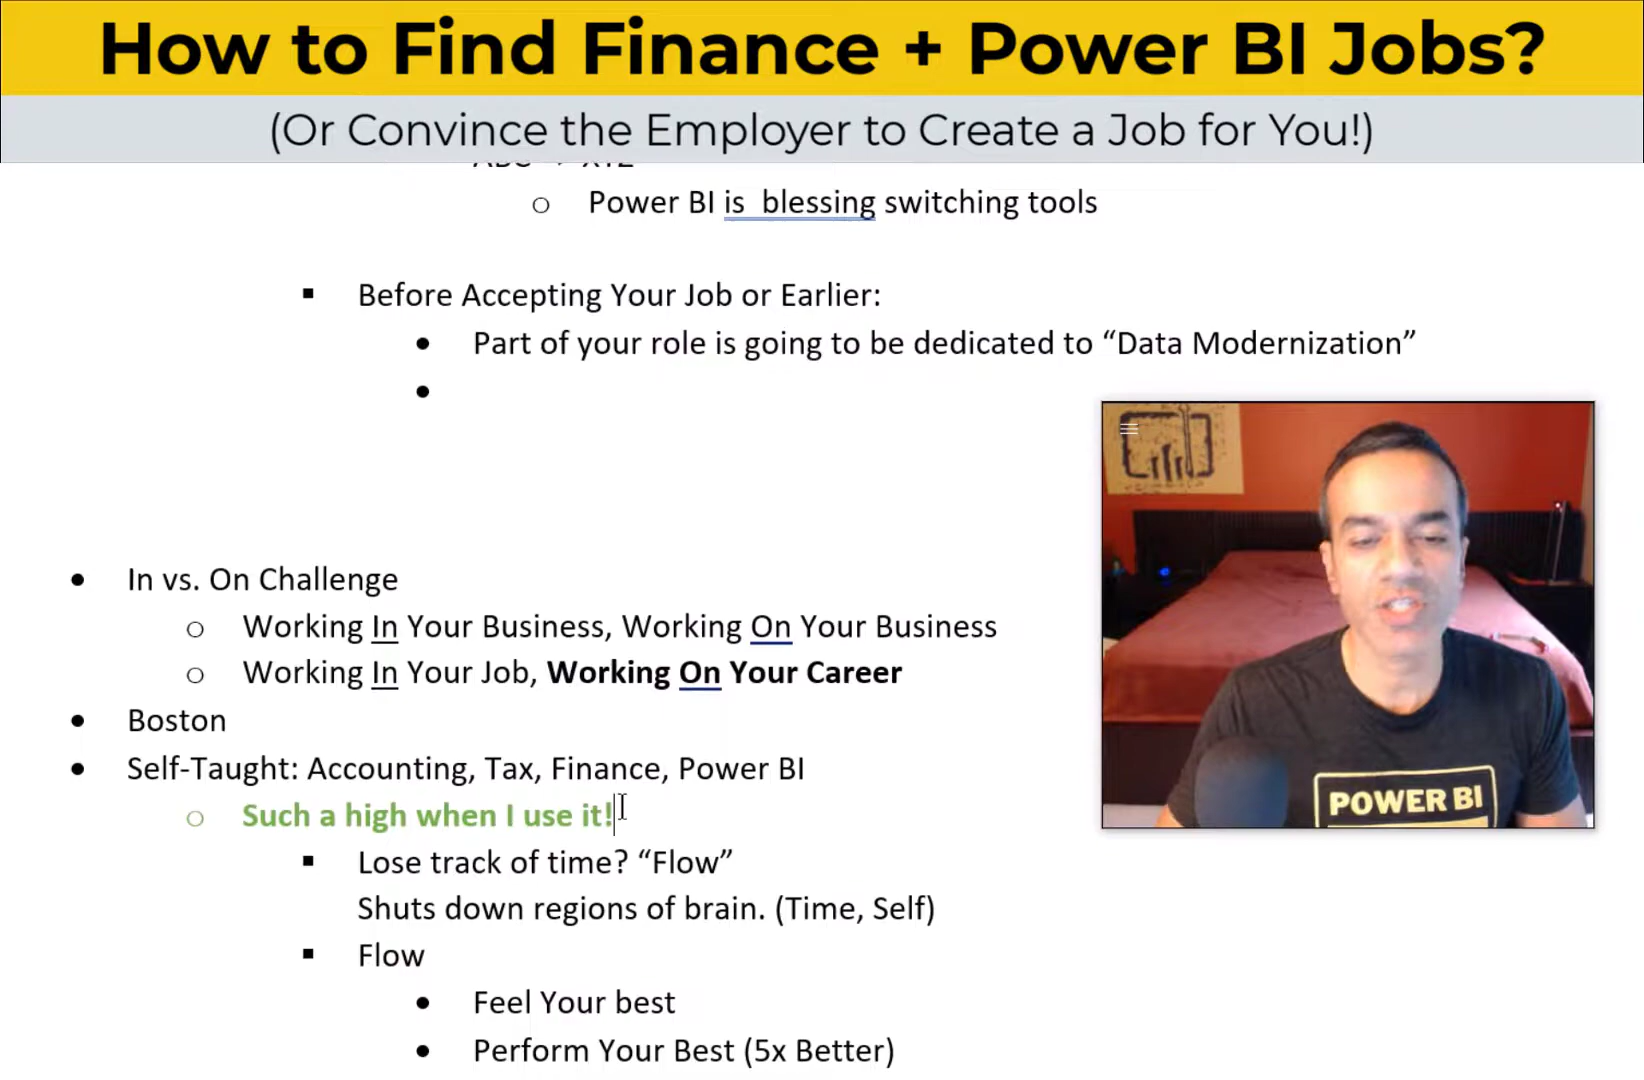 How to Find Finance + Power BI Jobs?
(Or Convince the Employer to Create a Job for You!)
o Power BI is  blessing switching tools
▪ Before Accepting Your Job or Earlier:
• Part of your role is going to be dedicated to “Data Modernization”
•
• In vs. On Challenge
o Working In Your Business, Working On Your Business
o Working In Your Job, Working On Your Career
• Boston
• Self-Taught: Accounting, Tax, Finance, Power BI
o Such a high when I use it!
▪ Lose track of time? “Flow”
Shuts down regions of brain. (Time, Self)
▪ Flow
• Feel Your best
• Perform Your Best (5x Better)
POWER BI